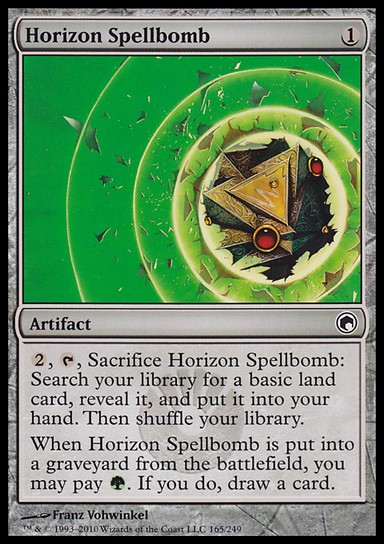 Horizon Spellbomb 1
Artifact
2, , Sacrifice Horizon Spellbomb:
Search your library for a basic land
card, reveal it, and put it into your
hand. Then shuffle your library.
When Horizon Spellbomb is put into
a graveyard from the battlefield, you
may pay . If you do, draw a card.
Franz Vohwinkel
™ & © 1993–2010 Wizards of the Coast LLC 165/249